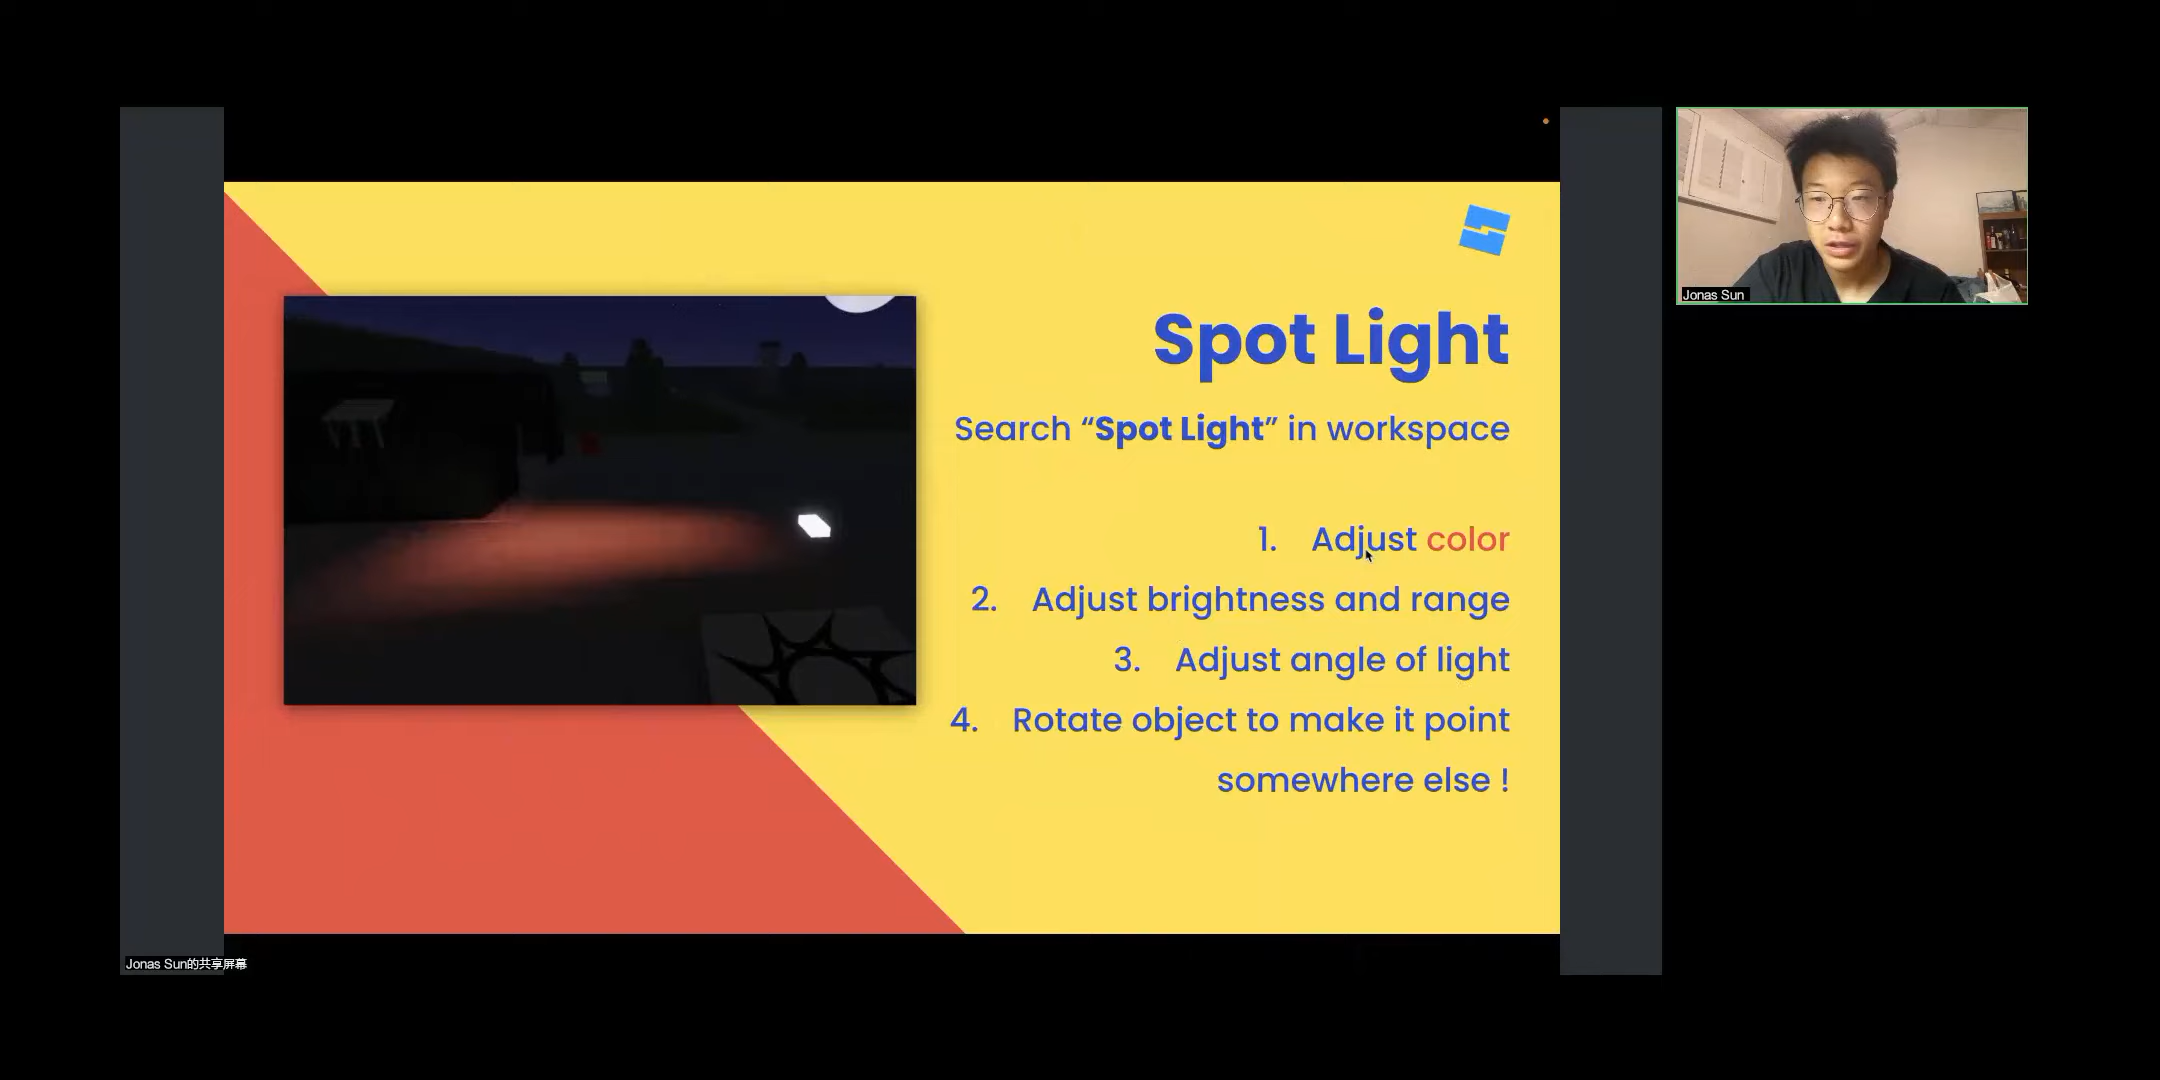 Spot Light
Search “Spot Light” in workspace
1. Adjust color
2. Adjust brightness and range
3. Adjust angle of light
4. Rotate object to make it point
somewhere else !
Jonas Sun
Jonas Sun的共享屏幕